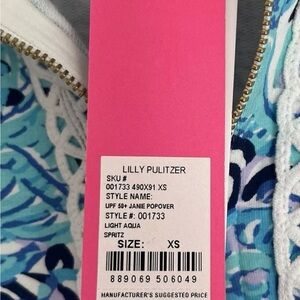 LILLY PULITZER
SKU #
001733 490X91 XS
STYLE NAME:
UPF 50+ JANIE POPOVER
STYLE #: 001733
LIGHT AQUA
SPRITZ
SIZE: XS
889069 506049
MANUFACTURER'S SUGGESTED PRICE